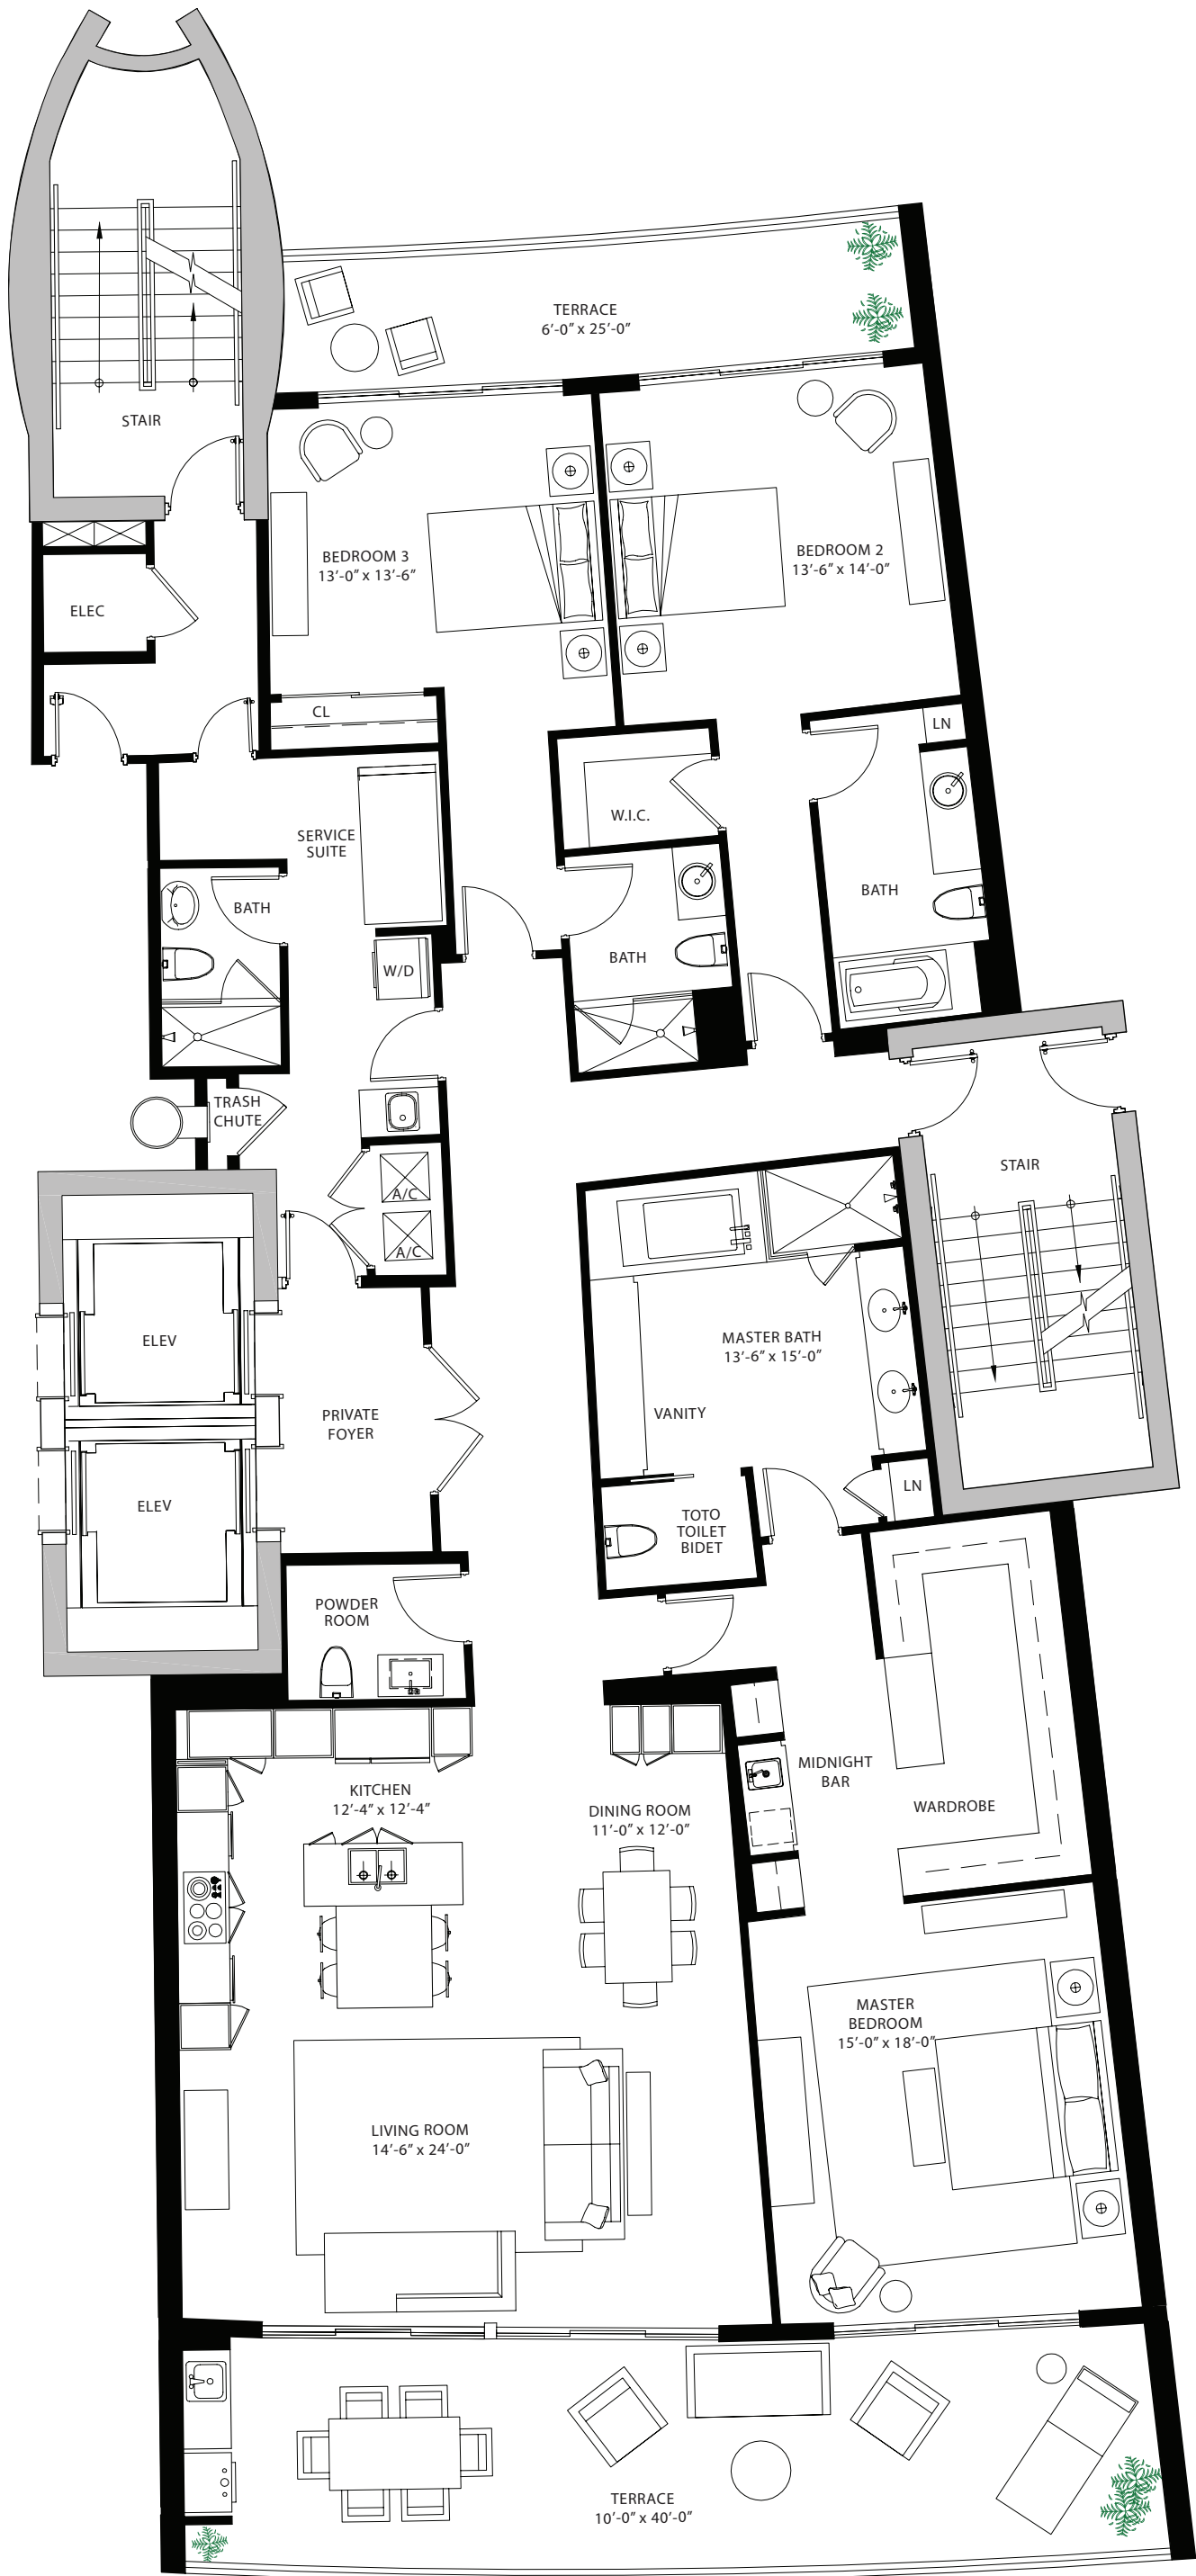 TERRACE
6'-0" x 25'-0"
STAIR
BEDROOM 3
13'-0" x 13'-6"
BEDROOM 2
13'-6" x 14'-0"
ELEC
CL
LN
W.I.C.
SERVICE
SUITE
BATH
BATH
BATH
W/D
TRASH
CHUTE
STAIR
A/C
A/C
ELEV
MASTER BATH
13'-6" x 15'-0"
PRIVATE
FOYER
VANITY
LN
ELEV
TOTO
TOILET
BIDET
POWDER
ROOM
MIDNIGHT
BAR
KITCHEN
12'-4" x 12'-4"
DINING ROOM
11'-0" x 12'-0"
WARDROBE
MASTER
BEDROOM
15'-0" x 18'-0"
LIVING ROOM
14'-6" x 24'-0"
TERRACE
10'-0" x 40'-0"